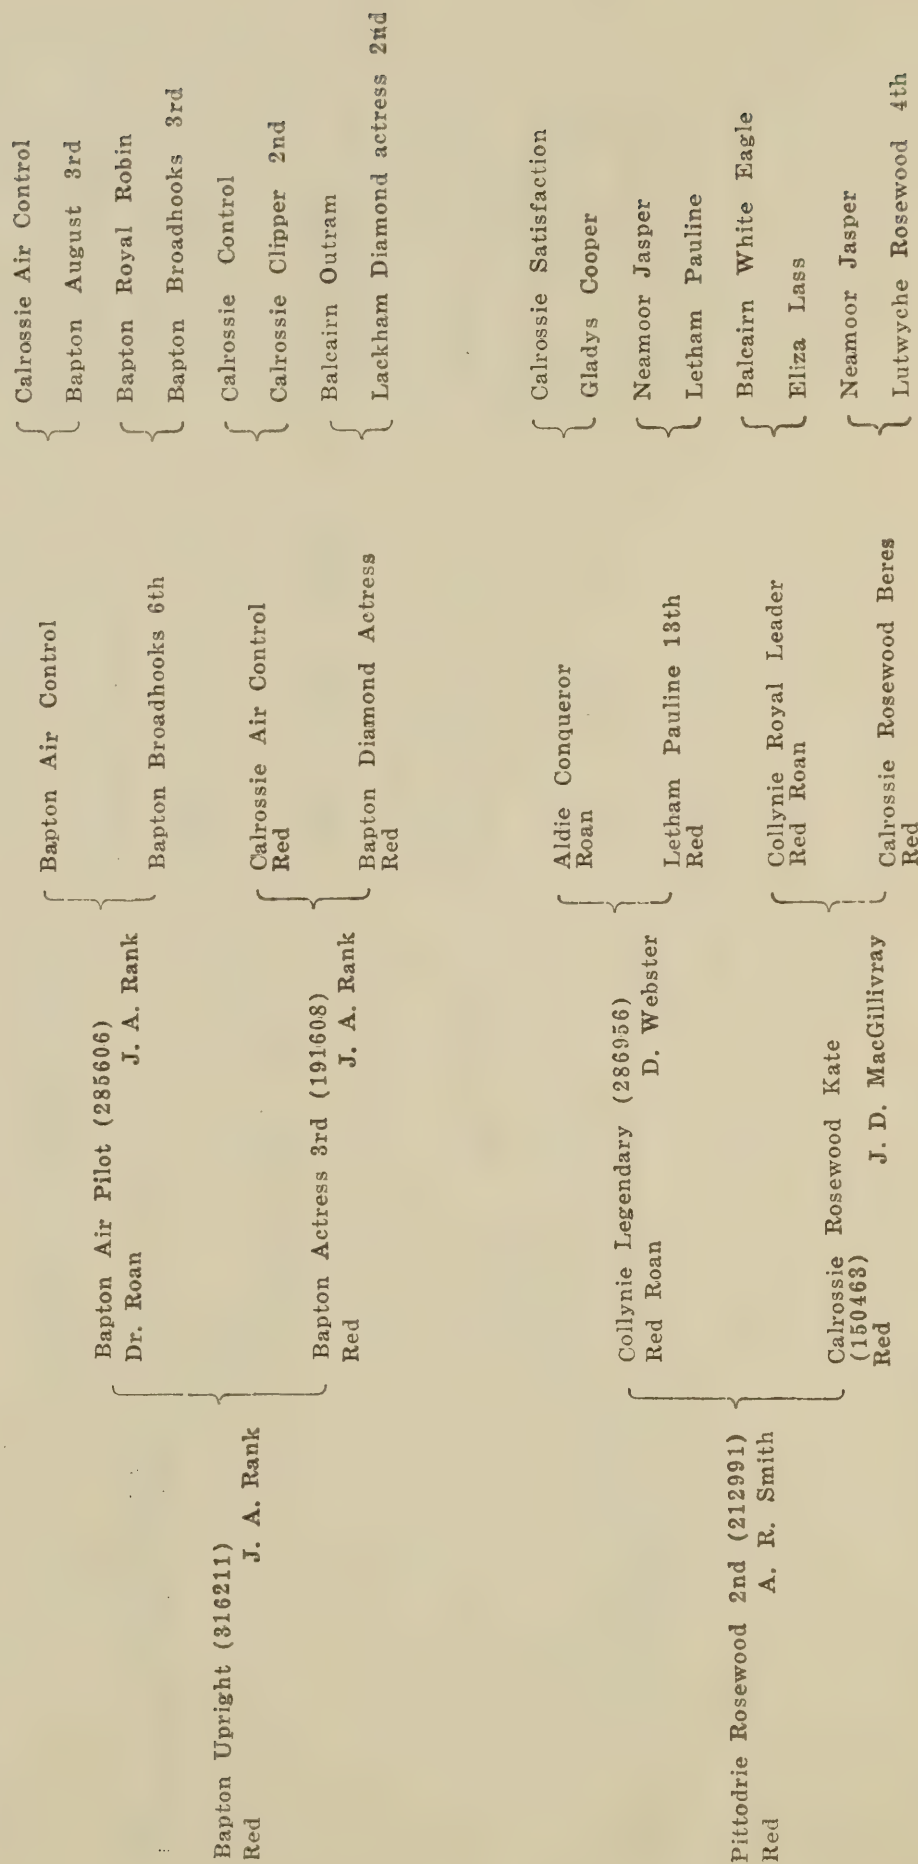 Bapton Upright (316211)
Red J. A. Rank
Bapton Air Pilot (285606)
Dr. Roan J. A. Rank
Bapton Actress 3rd (191608)
Red J. A. Rank
Bapton Air Control
Bapton Broadhooks 6th
Calrossie Air Control
Red
Bapton Diamond Actress
Red
Calrossie Air Control
Bapton August 3rd
Bapton Royal Robin
Bapton Broadhooks 3rd
Calrossie Control
Calrossie Clipper 2nd
Balcairn Outram
Lackham Diamond actress 2nd
Pittodrie Rosewood 2nd (212991)
Red A. R. Smith
Collynie Legendary (286956)
Red Roan D. Webster
Calrossie Rosewood Kate
(150463)
Red J. D. MacGillivray
Aldie Conqueror
Roan
Letham Pauline 13th
Red
Collynie Royal Leader
Red Roan
Calrossie Rosewood Beres
Red
Calrossie Satisfaction
Gladys Cooper
Neamoor Jasper
Letham Pauline
Balcairn White Eagle
Eliza Lass
Neamoor Jasper
Lutwyche Rosewood 4th